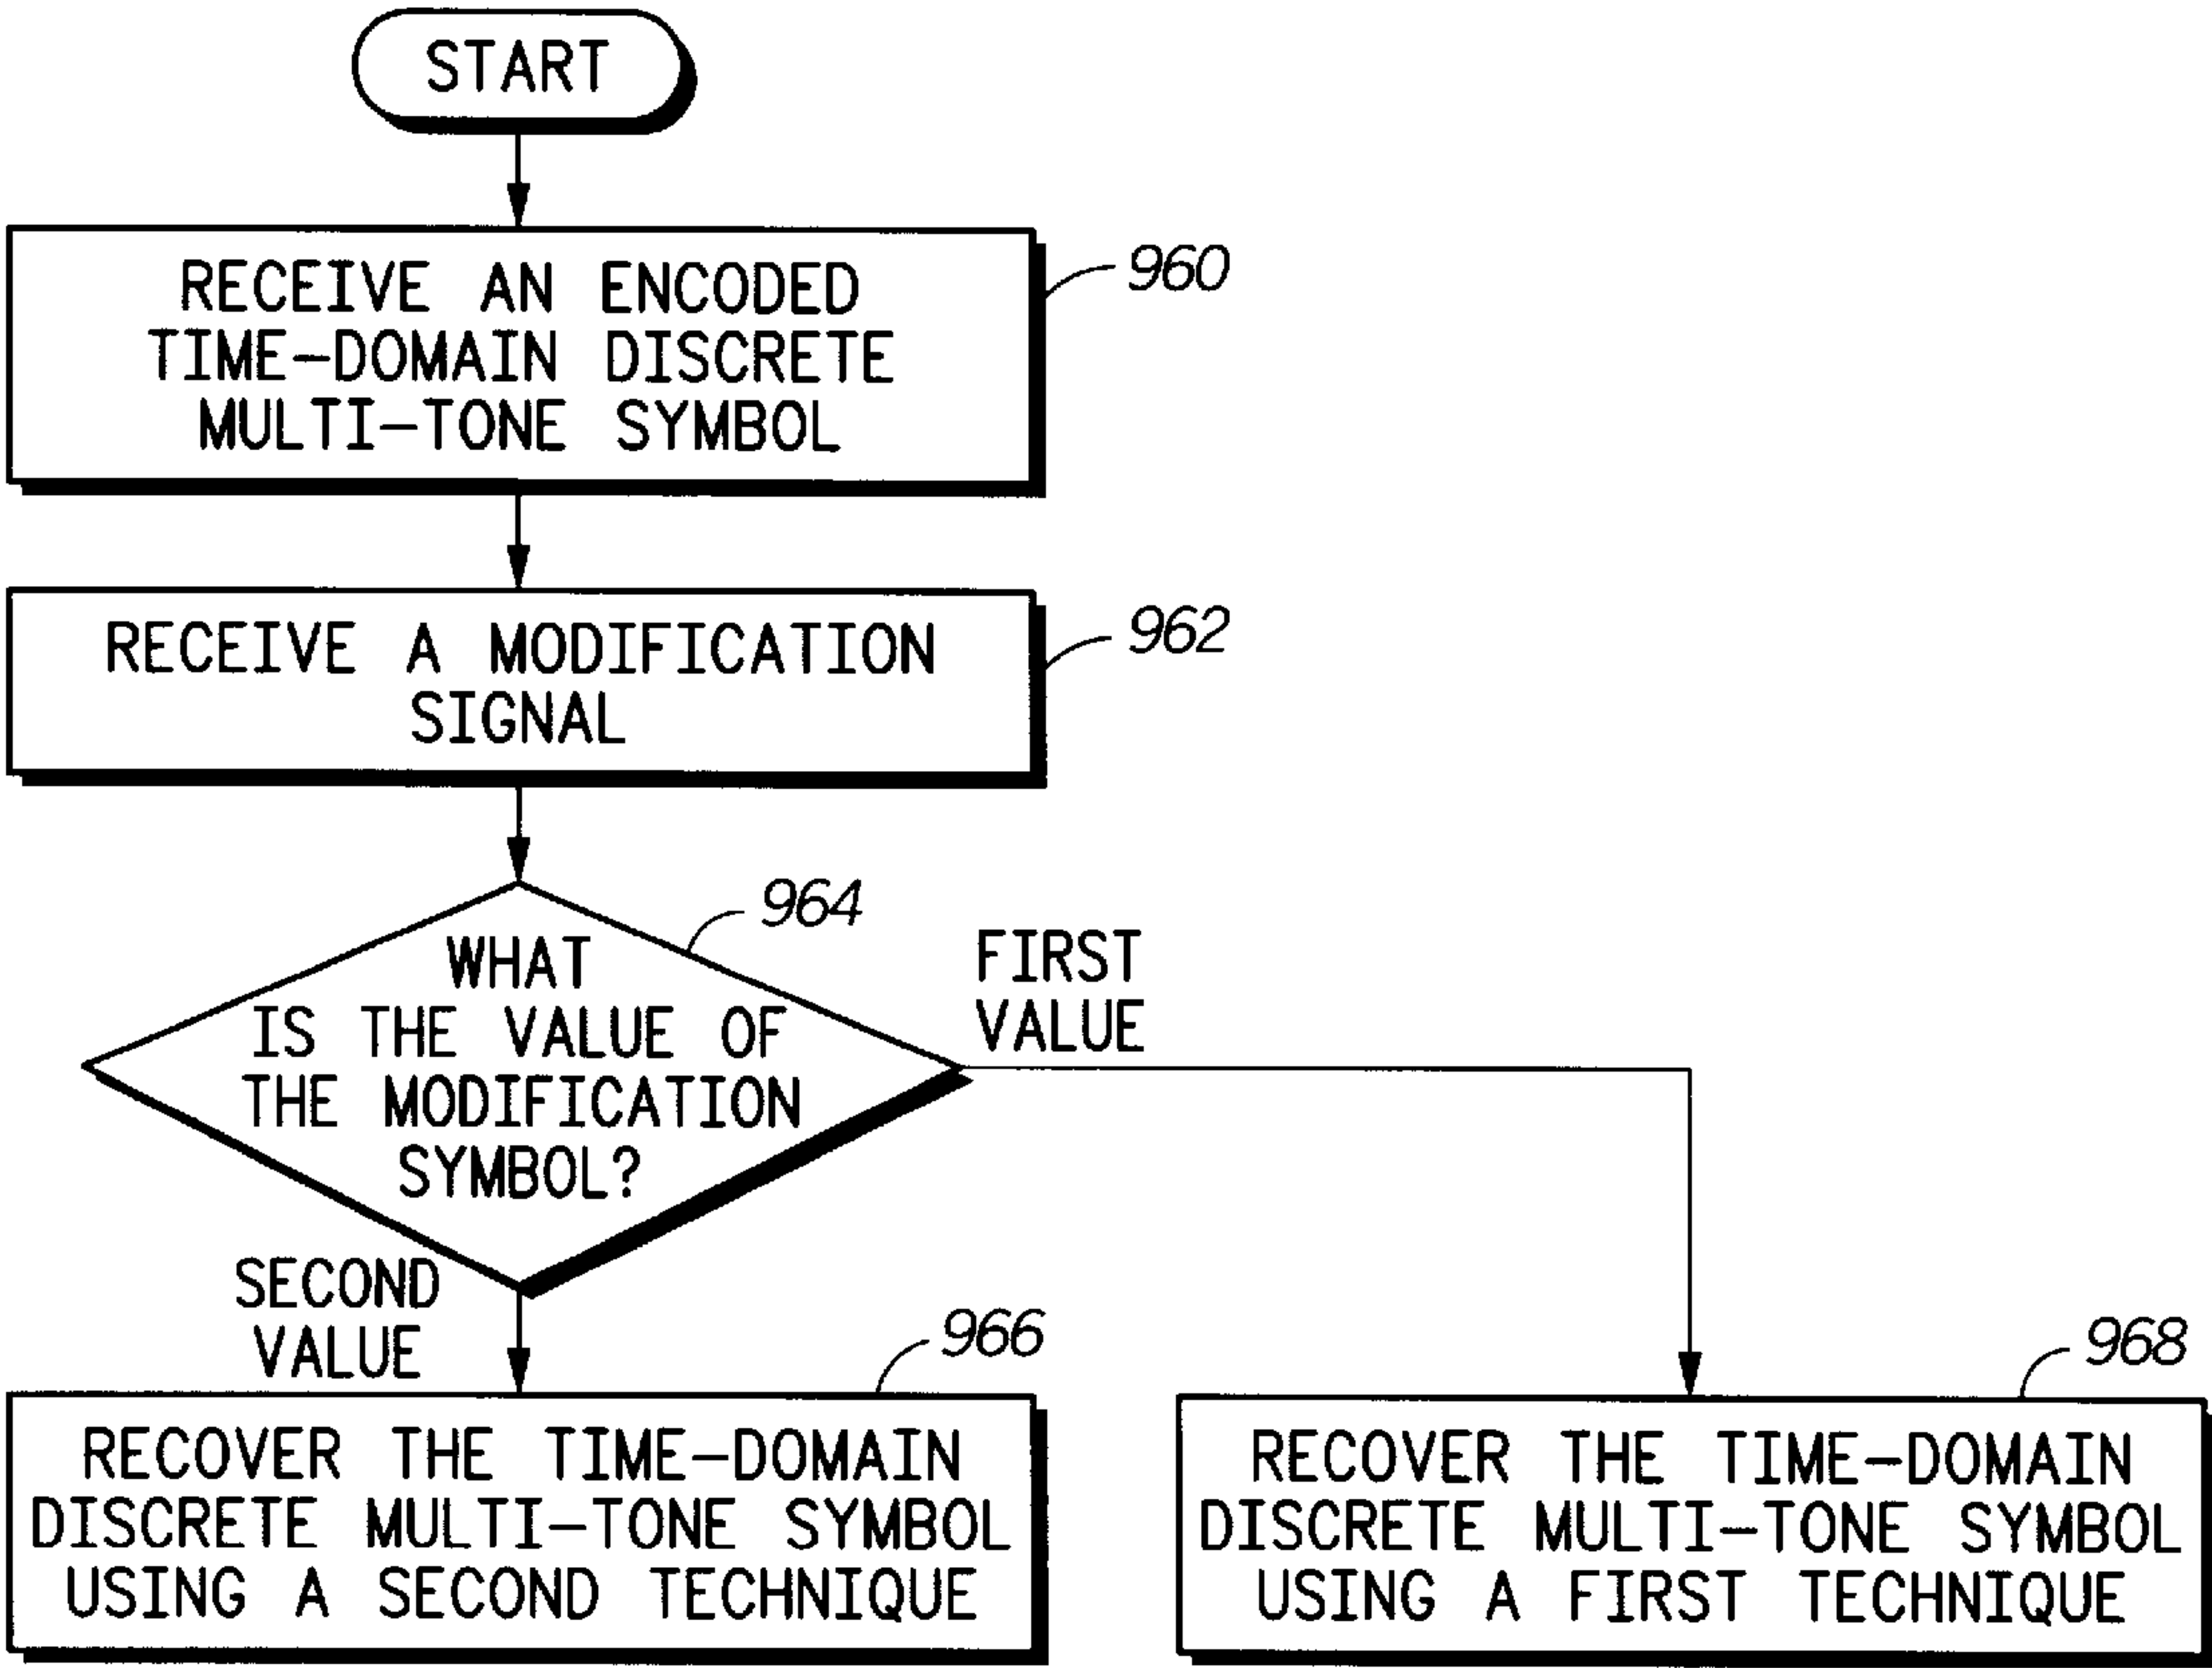 START
RECEIVE AN ENCODED
TIME-DOMAIN DISCRETE
MULTI-TONE SYMBOL
960
RECEIVE A MODIFICATION
SIGNAL
962
964
WHAT
IS THE VALUE OF
THE MODIFICATION
SYMBOL?
FIRST
VALUE
SECOND
VALUE
966
RECOVER THE TIME-DOMAIN
DISCRETE MULTI-TONE SYMBOL
USING A SECOND TECHNIQUE
968
RECOVER THE TIME-DOMAIN
DISCRETE MULTI-TONE SYMBOL
USING A FIRST TECHNIQUE